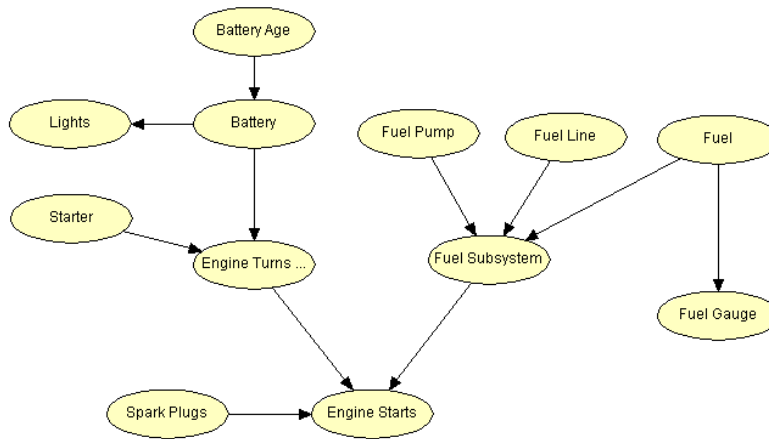 Battery Age
Lights
Battery
Fuel Pump
Fuel Line
Fuel
Starter
Engine Turns ...
Fuel Subsystem
Fuel Gauge
Spark Plugs
Engine Starts